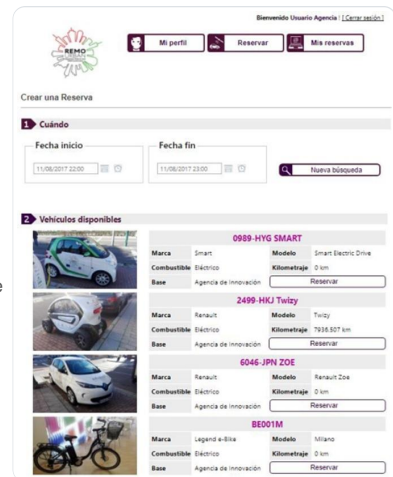 Bienvenido Usuario Agencia | [Cerrar sesión]
REMO
URBAN
Mi perfil
Reservar
Mis reservas
Crear una Reserva
1 Cuándo
Fecha inicio
11/08/2017 22:00
Fecha fin
11/08/2017 23:00
Nueva búsqueda
2 Vehículos disponibles
0989-HYG SMART
Marca Smart Modelo Smart Electric Drive
Combustible Eléctrico Kilometraje 0 km
Base Agencia de Innovación Reservar
2499-HKJ Twizy
Marca Renault Modelo Twizy
Combustible Eléctrico Kilometraje 7936.507 km
Base Agencia de Innovación Reservar
6046-JPN ZOE
Marca Renault Modelo Renault Zoe
Combustible Eléctrico Kilometraje 0 km
Base Agencia de Innovación Reservar
BE001M
Marca Legend e-Bike Modelo Milano
Combustible Eléctrico Kilometraje 0 km
Base Agencia de Innovación Reservar
e